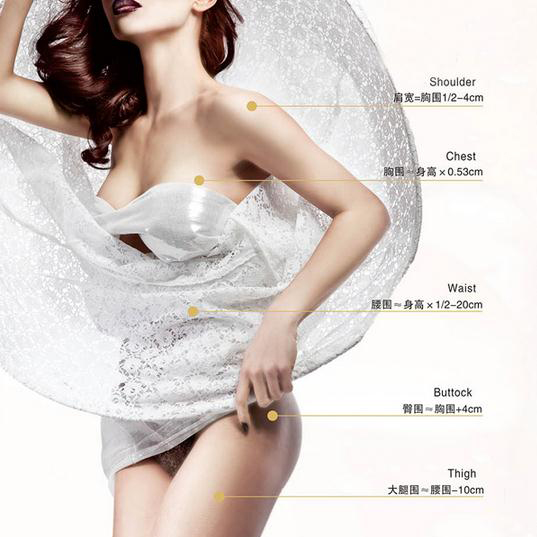 Shoulder
肩宽=胸围1/2-4cm
Chest
胸围≈身高×0.53cm
Waist
腰围≈身高×1/2-20cm
Buttock
臀围≈胸围+4cm
Thigh
大腿围≈腰围-10cm